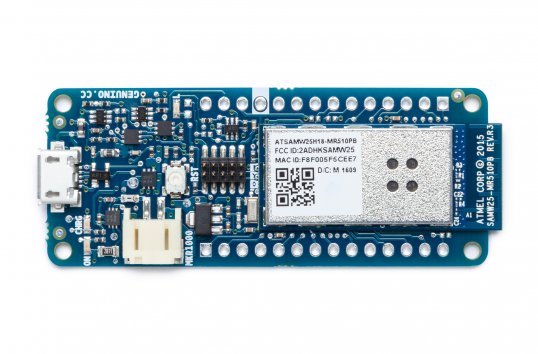 GENUINO.CC
ATSAMW25H18-MR510PB
FCC ID:2ADHKSAMW25
MAC ID:F8F005F5CEE7
D/C: M 1609
RST
CHRG
ON
MKR1000
A1
ATMEL CORP © 2015
SAMW25-MR510PB REV.R3